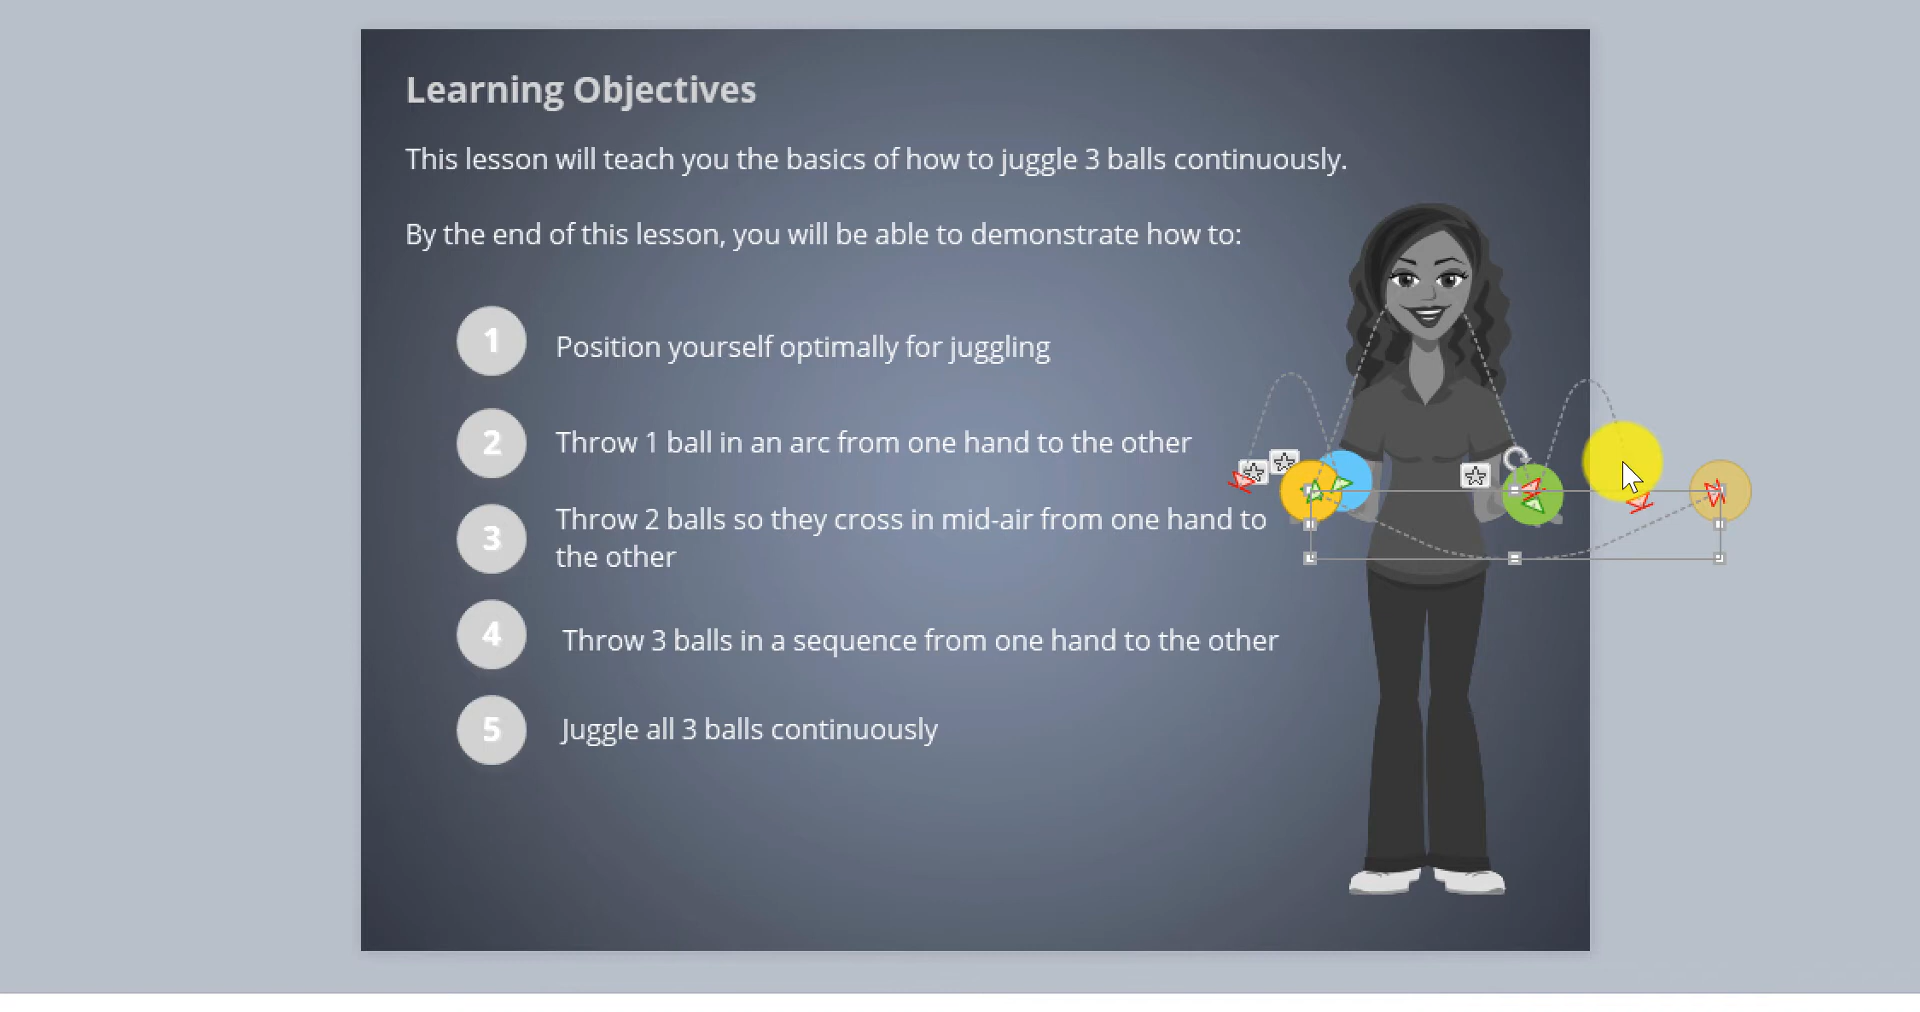 Learning Objectives
This lesson will teach you the basics of how to juggle 3 balls continuously.
By the end of this lesson, you will be able to demonstrate how to:
1 Position yourself optimally for juggling
2 Throw 1 ball in an arc from one hand to the other
3 Throw 2 balls so they cross in mid-air from one hand to
the other
4 Throw 3 balls in a sequence from one hand to the other
5 Juggle all 3 balls continuously